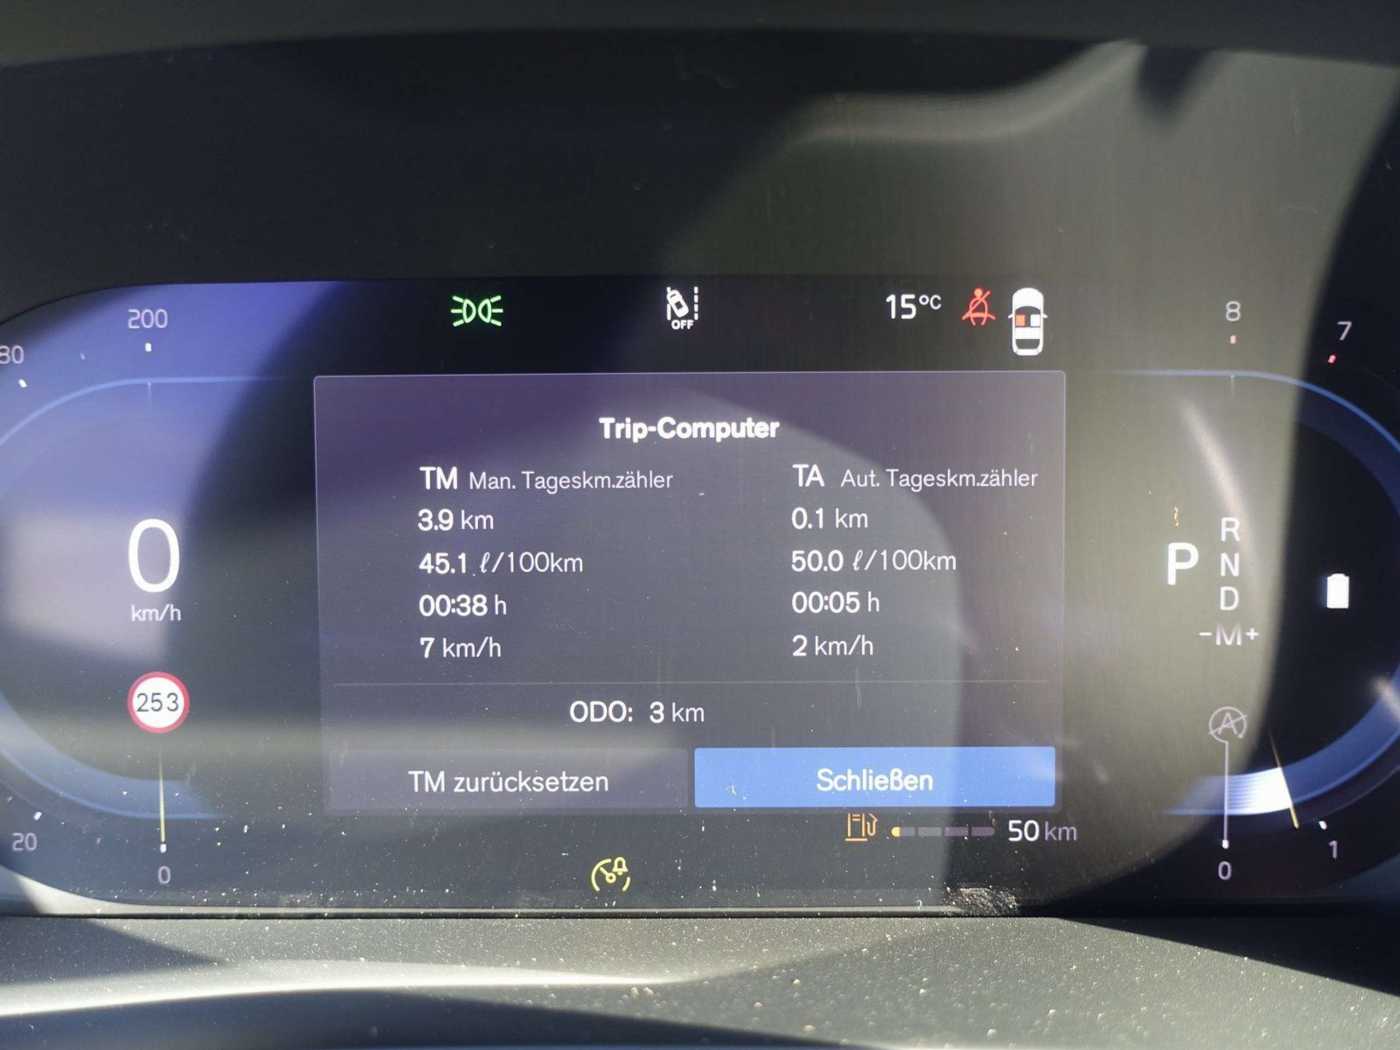 200
80
OFF
15°C
8
7
Trip-Computer
TM Man. Tageskm.zähler
3.9 km
45.1 ℓ/100km
00:38 h
7 km/h
TA Aut. Tageskm.zähler
0.1 km
50.0 ℓ/100km
00:05 h
2 km/h
0
km/h
253
R
P N
D
-M+
A
ODO: 3 km
TM zurücksetzen
Schließen
50 km
20
0
0
1